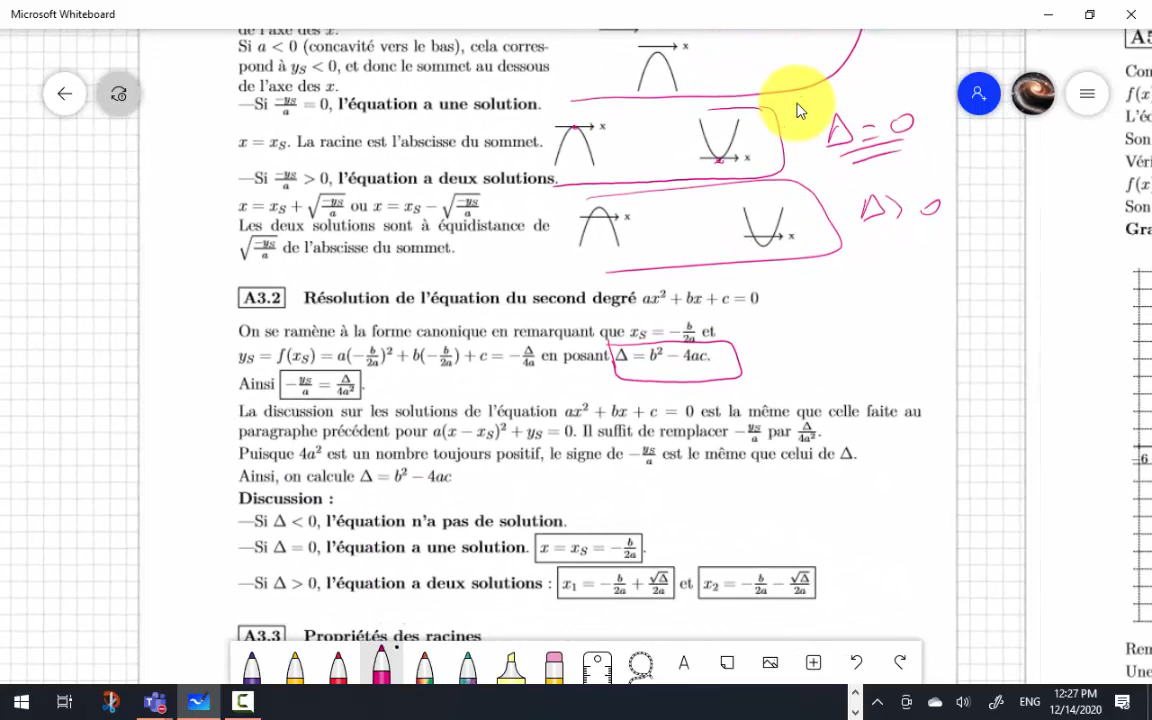 Microsoft Whiteboard
de l'axe des x.
Si a < 0 (concavité vers le bas), cela corres-
pond à y_S < 0, et donc le sommet au dessous
de l'axe des x.
x
—Si −y_S/a = 0, l'équation a une solution.
x = x_S. La racine est l'abscisse du sommet.
x
x
Δ = 0
—Si −y_S/a > 0, l'équation a deux solutions.
x = x_S + √(−y_S/a) ou x = x_S − √(−y_S/a)
Les deux solutions sont à équidistance de
√(−y_S/a) de l'abscisse du sommet.
x
x
Δ > 0
A3.2 Résolution de l'équation du second degré ax² + bx + c = 0
On se ramène à la forme canonique en remarquant que x_S = −b/2a et
y_S = f(x_S) = a(−b/2a)² + b(−b/2a) + c = −Δ/4a en posant Δ = b² − 4ac.
Ainsi −y_S/a = Δ/4a².
La discussion sur les solutions de l'équation ax² + bx + c = 0 est la même que celle faite au
paragraphe précédent pour a(x − x_S)² + y_S = 0. Il suffit de remplacer −y_S/a par Δ/4a².
Puisque 4a² est un nombre toujours positif, le signe de −y_S/a est le même que celui de Δ.
Ainsi, on calcule Δ = b² − 4ac
Discussion :
—Si Δ < 0, l'équation n'a pas de solution.
—Si Δ = 0, l'équation a une solution. x = x_S = −b/2a.
—Si Δ > 0, l'équation a deux solutions : x₁ = −b/2a + √Δ/2a et x₂ = −b/2a − √Δ/2a
A3.3 Propriétés des racines
A5
Con
f(x
L'éc
Son
Véri
f(x)
Son
Gra
−6
Rem
Une
A
ENG
12:27 PM
12/14/2020